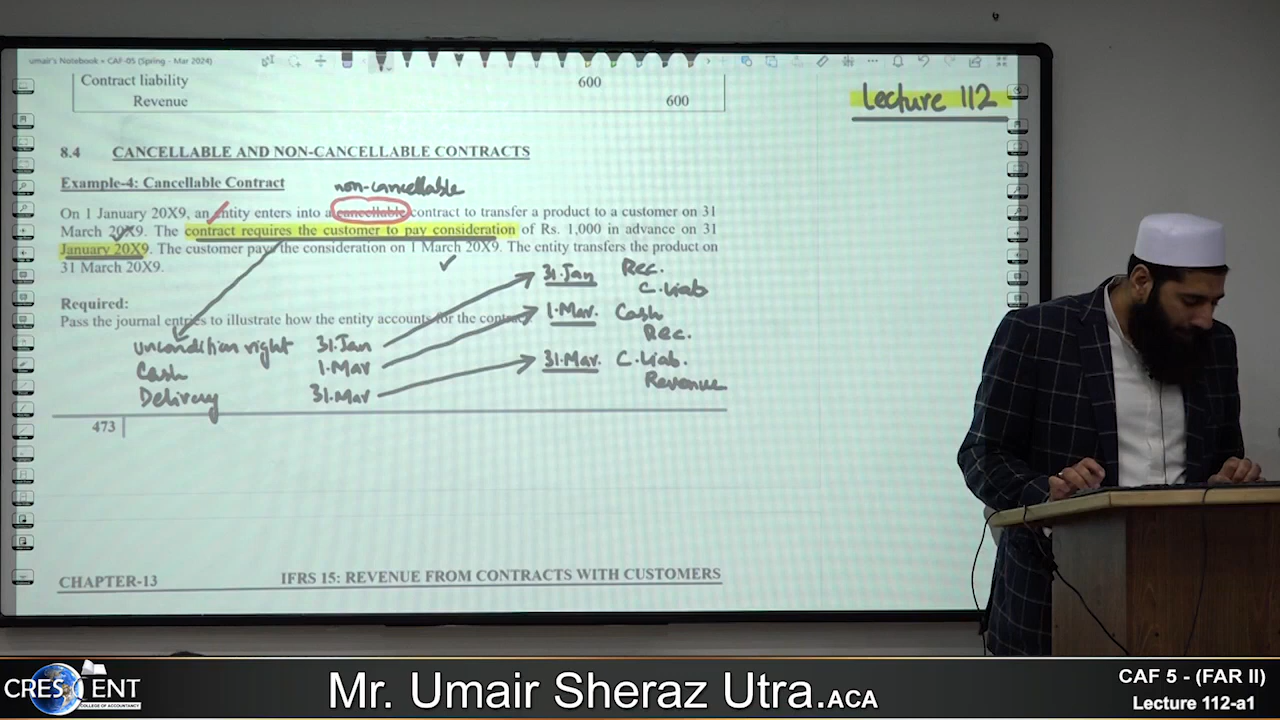 umair's Notebook » CAF-05 (Spring - Mar 2024)
Contract liability 600
Revenue 600
Lecture 112
8.4 CANCELLABLE AND NON-CANCELLABLE CONTRACTS
Example-4: Cancellable Contract
non-cancellable
On 1 January 20X9, an entity enters into a cancellable contract to transfer a product to a customer on 31
March 20X9. The contract requires the customer to pay consideration of Rs. 1,000 in advance on 31
January 20X9. The customer pays the consideration on 1 March 20X9. The entity transfers the product on
31 March 20X9.
31.Jan Rec.
C.Liab
Required:
Pass the journal entries to illustrate how the entity accounts for the contract.
1.Mar. Cash
Rec.
uncondition right 31.Jan
Cash 1.Mar
Delivery 31.Mar
31.Mar. C.Liab.
Revenue
473
CHAPTER-13 IFRS 15: REVENUE FROM CONTRACTS WITH CUSTOMERS
CRESCENT
COLLEGE OF ACCOUNTANCY
Mr. Umair Sheraz Utra.ACA
CAF 5 - (FAR II)
Lecture 112-a1